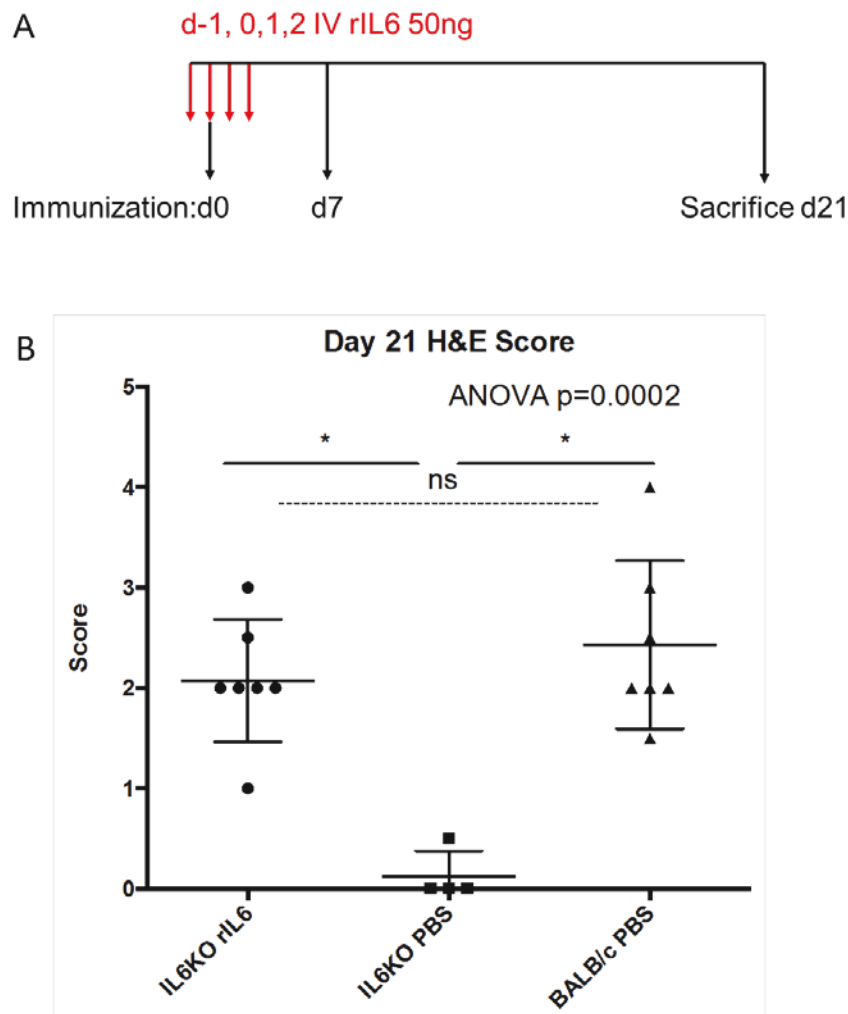 A
d-1, 0,1,2 IV rIL6 50ng
Immunization:d0 d7 Sacrifice d21
B
Day 21 H&E Score
ANOVA p=0.0002
* *
ns
5
4
3
2
1
0
Score
IL6KO rIL6
IL6KO PBS
BALB/c PBS